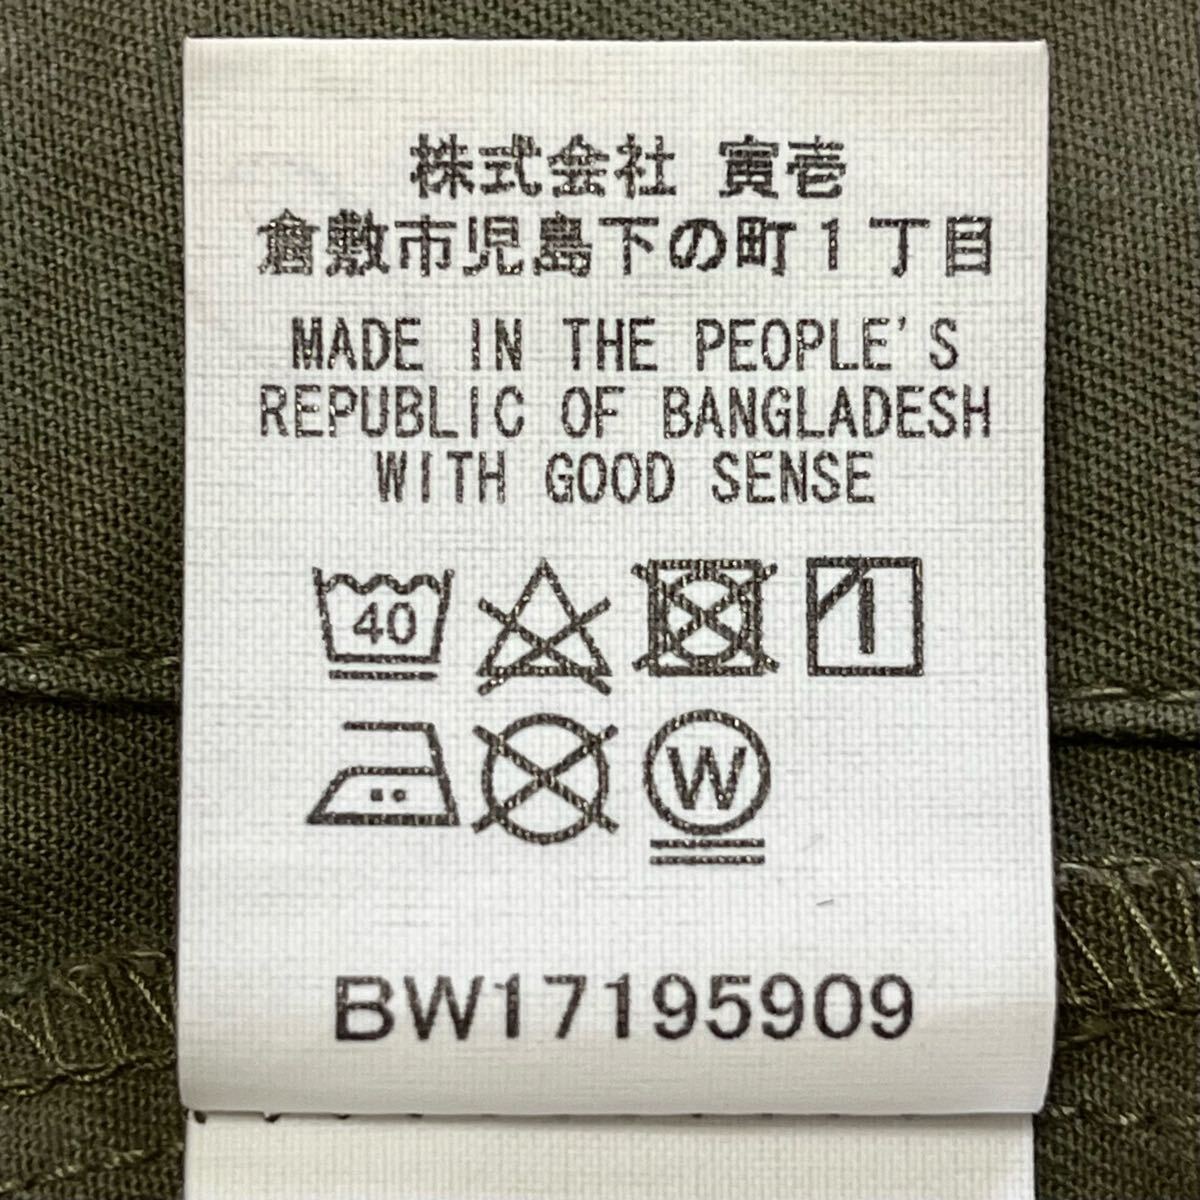 株式会社 寅壱
倉敷市児島下の町1丁目
MADE IN THE PEOPLE'S
REPUBLIC OF BANGLADESH
WITH GOOD SENSE
40
W
BW17195909